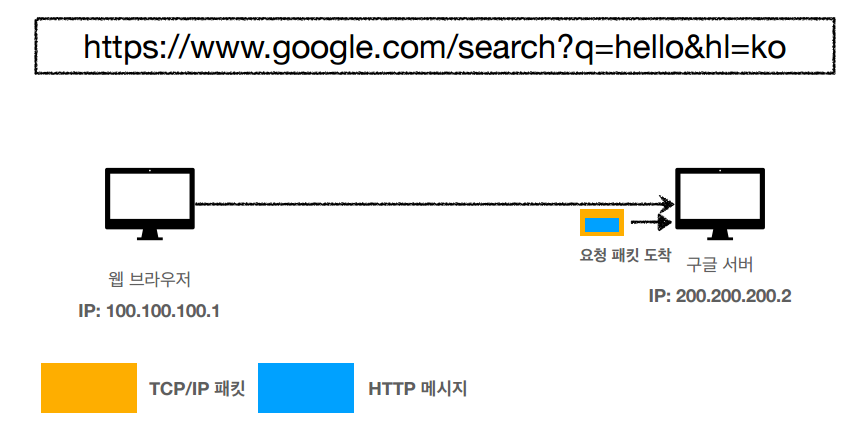 https://www.google.com/search?q=hello&hl=ko
요청 패킷 도착
웹 브라우저
구글 서버
IP: 100.100.100.1
IP: 200.200.200.2
TCP/IP 패킷
HTTP 메시지